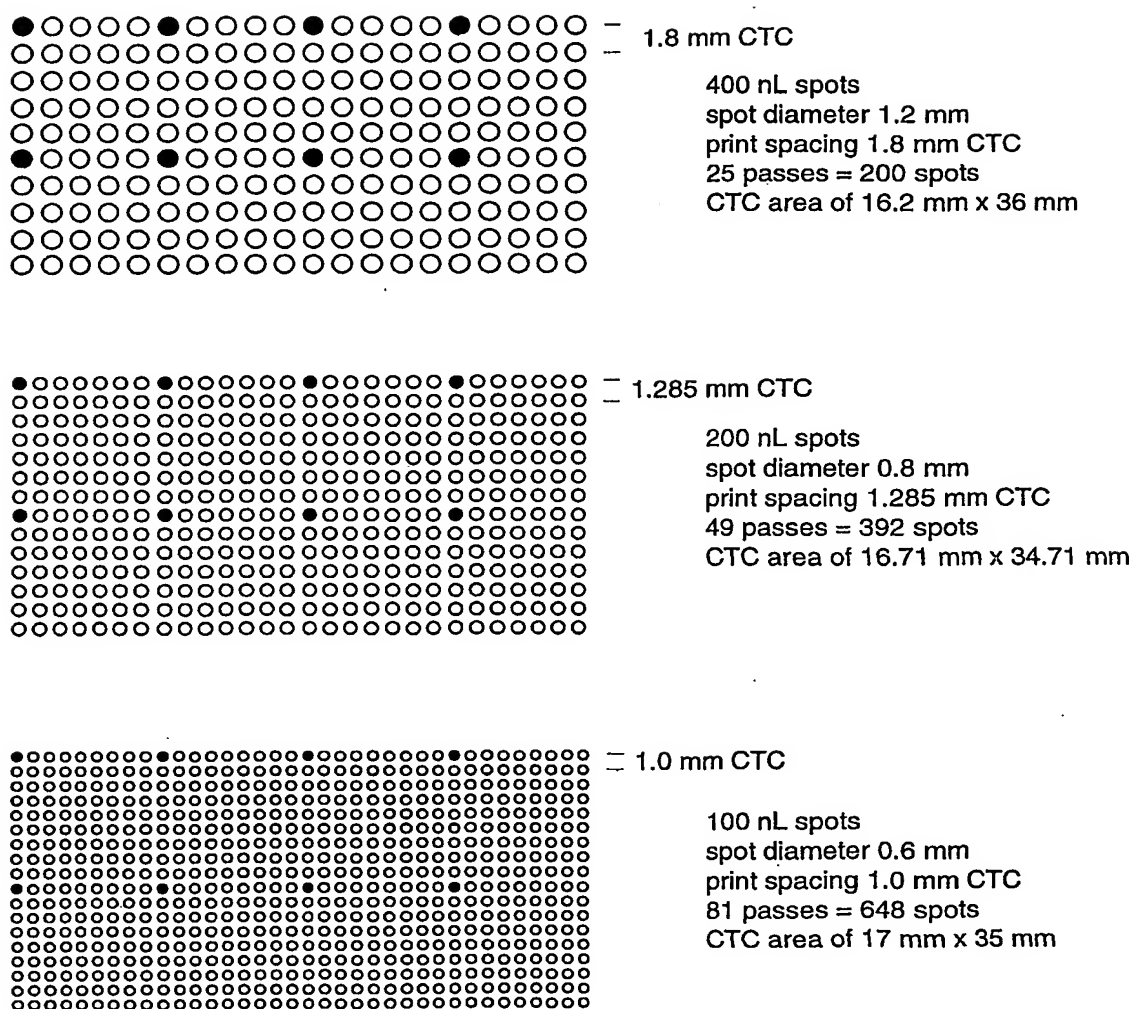 1.8 mm CTC
400 nL spots
spot diameter 1.2 mm
print spacing 1.8 mm CTC
25 passes = 200 spots
CTC area of 16.2 mm x 36 mm
1.285 mm CTC
200 nL spots
spot diameter 0.8 mm
print spacing 1.285 mm CTC
49 passes = 392 spots
CTC area of 16.71 mm x 34.71 mm
1.0 mm CTC
100 nL spots
spot diameter 0.6 mm
print spacing 1.0 mm CTC
81 passes = 648 spots
CTC area of 17 mm x 35 mm